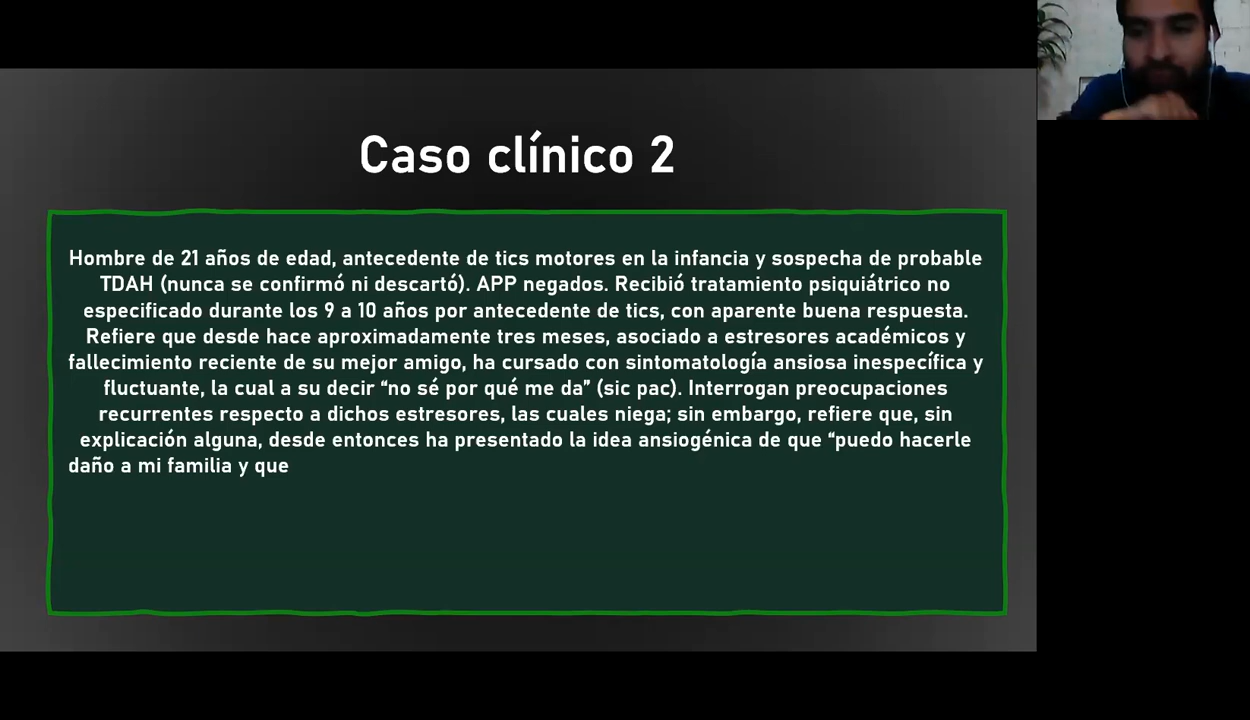 Caso clínico 2
Hombre de 21 años de edad, antecedente de tics motores en la infancia y sospecha de probable
TDAH (nunca se confirmó ni descartó). APP negados. Recibió tratamiento psiquiátrico no
especificado durante los 9 a 10 años por antecedente de tics, con aparente buena respuesta.
Refiere que desde hace aproximadamente tres meses, asociado a estresores académicos y
fallecimiento reciente de su mejor amigo, ha cursado con sintomatología ansiosa inespecífica y
fluctuante, la cual a su decir “no sé por qué me da” (sic pac). Interrogan preocupaciones
recurrentes respecto a dichos estresores, las cuales niega; sin embargo, refiere que, sin
explicación alguna, desde entonces ha presentado la idea ansiogénica de que “puedo hacerle
daño a mi familia y que